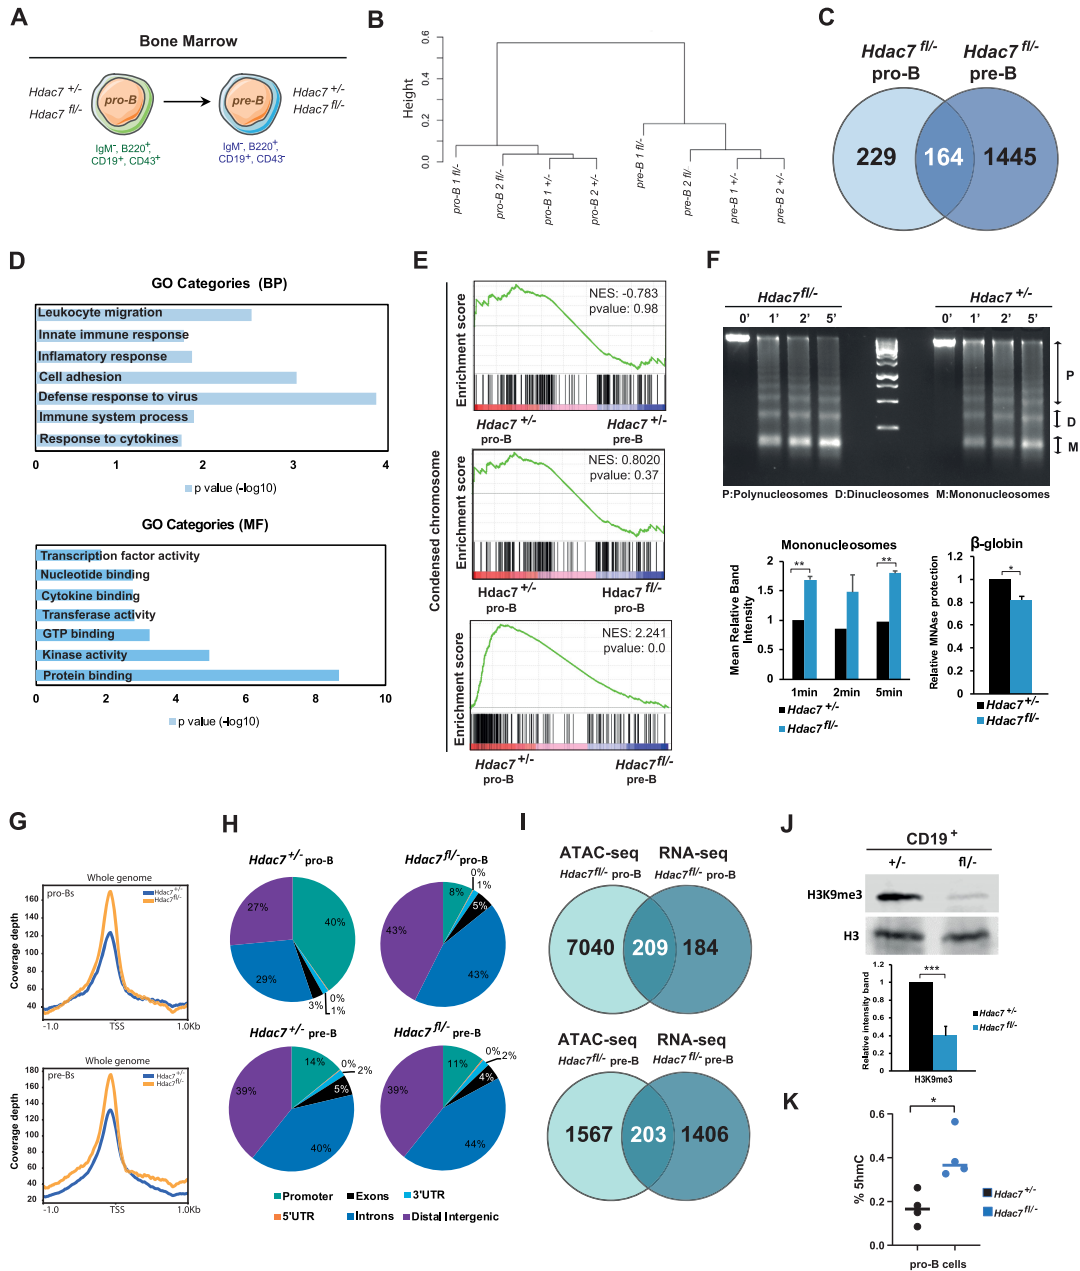 A
Bone Marrow
Hdac7 +/-
Hdac7 fl/-
pro-B
pre-B
Hdac7 +/-
Hdac7 fl/-
IgM-, B220+,
CD19+, CD43+
IgM-, B220+,
CD19+, CD43-
B
Height
0.6
0.4
0.2
0.0
pro-B 1 fl/-
pro-B 2 fl/-
pro-B 1 +/-
pro-B 2 +/-
pre-B 1 fl/-
pre-B 2 fl/-
pre-B 1 +/-
pre-B 2 +/-
C
Hdac7 fl/-
pro-B
Hdac7 fl/-
pre-B
229
164
1445
D
GO Categories (BP)
Leukocyte migration
Innate immune response
Inflamatory response
Cell adhesion
Defense response to virus
Immune system process
Response to cytokines
0 1 2 3 4
p value (-log10)
GO Categories (MF)
Transcription factor activity
Nucleotide binding
Cytokine binding
Transferase activity
GTP binding
Kinase activity
Protein binding
0 2 4 6 8 10
p value (-log10)
E
Condensed chromosome
Enrichment score
NES: -0.783
pvalue: 0.98
Hdac7 +/-
pro-B
Hdac7 +/-
pre-B
Enrichment score
NES: 0.8020
pvalue: 0.37
Hdac7 +/-
pro-B
Hdac7 fl/-
pro-B
Enrichment score
NES: 2.241
pvalue: 0.0
Hdac7 +/-
pro-B
Hdac7 fl/-
pre-B
F
Hdac7 fl/-
Hdac7 +/-
0' 1' 2' 5'
0' 1' 2' 5'
P
D
M
P:Polynucleosomes D:Dinucleosomes M:Mononucleosomes
Mononucleosomes
Mean Relative Band
Intensity
2
1.5
1
0.5
0
**
**
1min 2min 5min
Hdac7 +/-
Hdac7 fl/-
β-globin
Relative MNAse protection
1.2
1
0.8
0.6
0.4
0.2
0
*
Hdac7 +/-
Hdac7 fl/-
G
Whole genome
pro-Bs
Hdac7+/-
Hdac7fl/-
Coverage depth
160
140
120
100
80
60
40
-1.0 TSS 1.0Kb
Whole genome
pre-Bs
Hdac7+/-
Hdac7fl/-
Coverage depth
180
160
140
120
100
80
60
40
20
-1.0 TSS 1.0Kb
H
Hdac7 +/- pro-B
27%
40%
29%
3%
0%
1%
Hdac7 fl/- pro-B
8%
0%
1%
5%
43%
43%
Hdac7 +/- pre-B
14%
0%
2%
5%
39%
40%
Hdac7 fl/- pre-B
11%
0%
2%
4%
39%
44%
Promoter
Exons
3'UTR
5'UTR
Introns
Distal Intergenic
I
ATAC-seq
Hdac7fl/- pro-B
RNA-seq
Hdac7fl/- pro-B
7040
209
184
ATAC-seq
Hdac7fl/- pre-B
RNA-seq
Hdac7fl/- pre-B
1567
203
1406
J
CD19 +
+/- fl/-
H3K9me3
H3
Relative intensity band
1.2
1
0.8
0.6
0.4
0.2
0
***
H3K9me3
Hdac7 +/-
Hdac7 fl/-
K
% 5hmC
0.6
0.4
0.2
0.0
*
pro-B cells
Hdac7+/-
Hdac7 fl/-